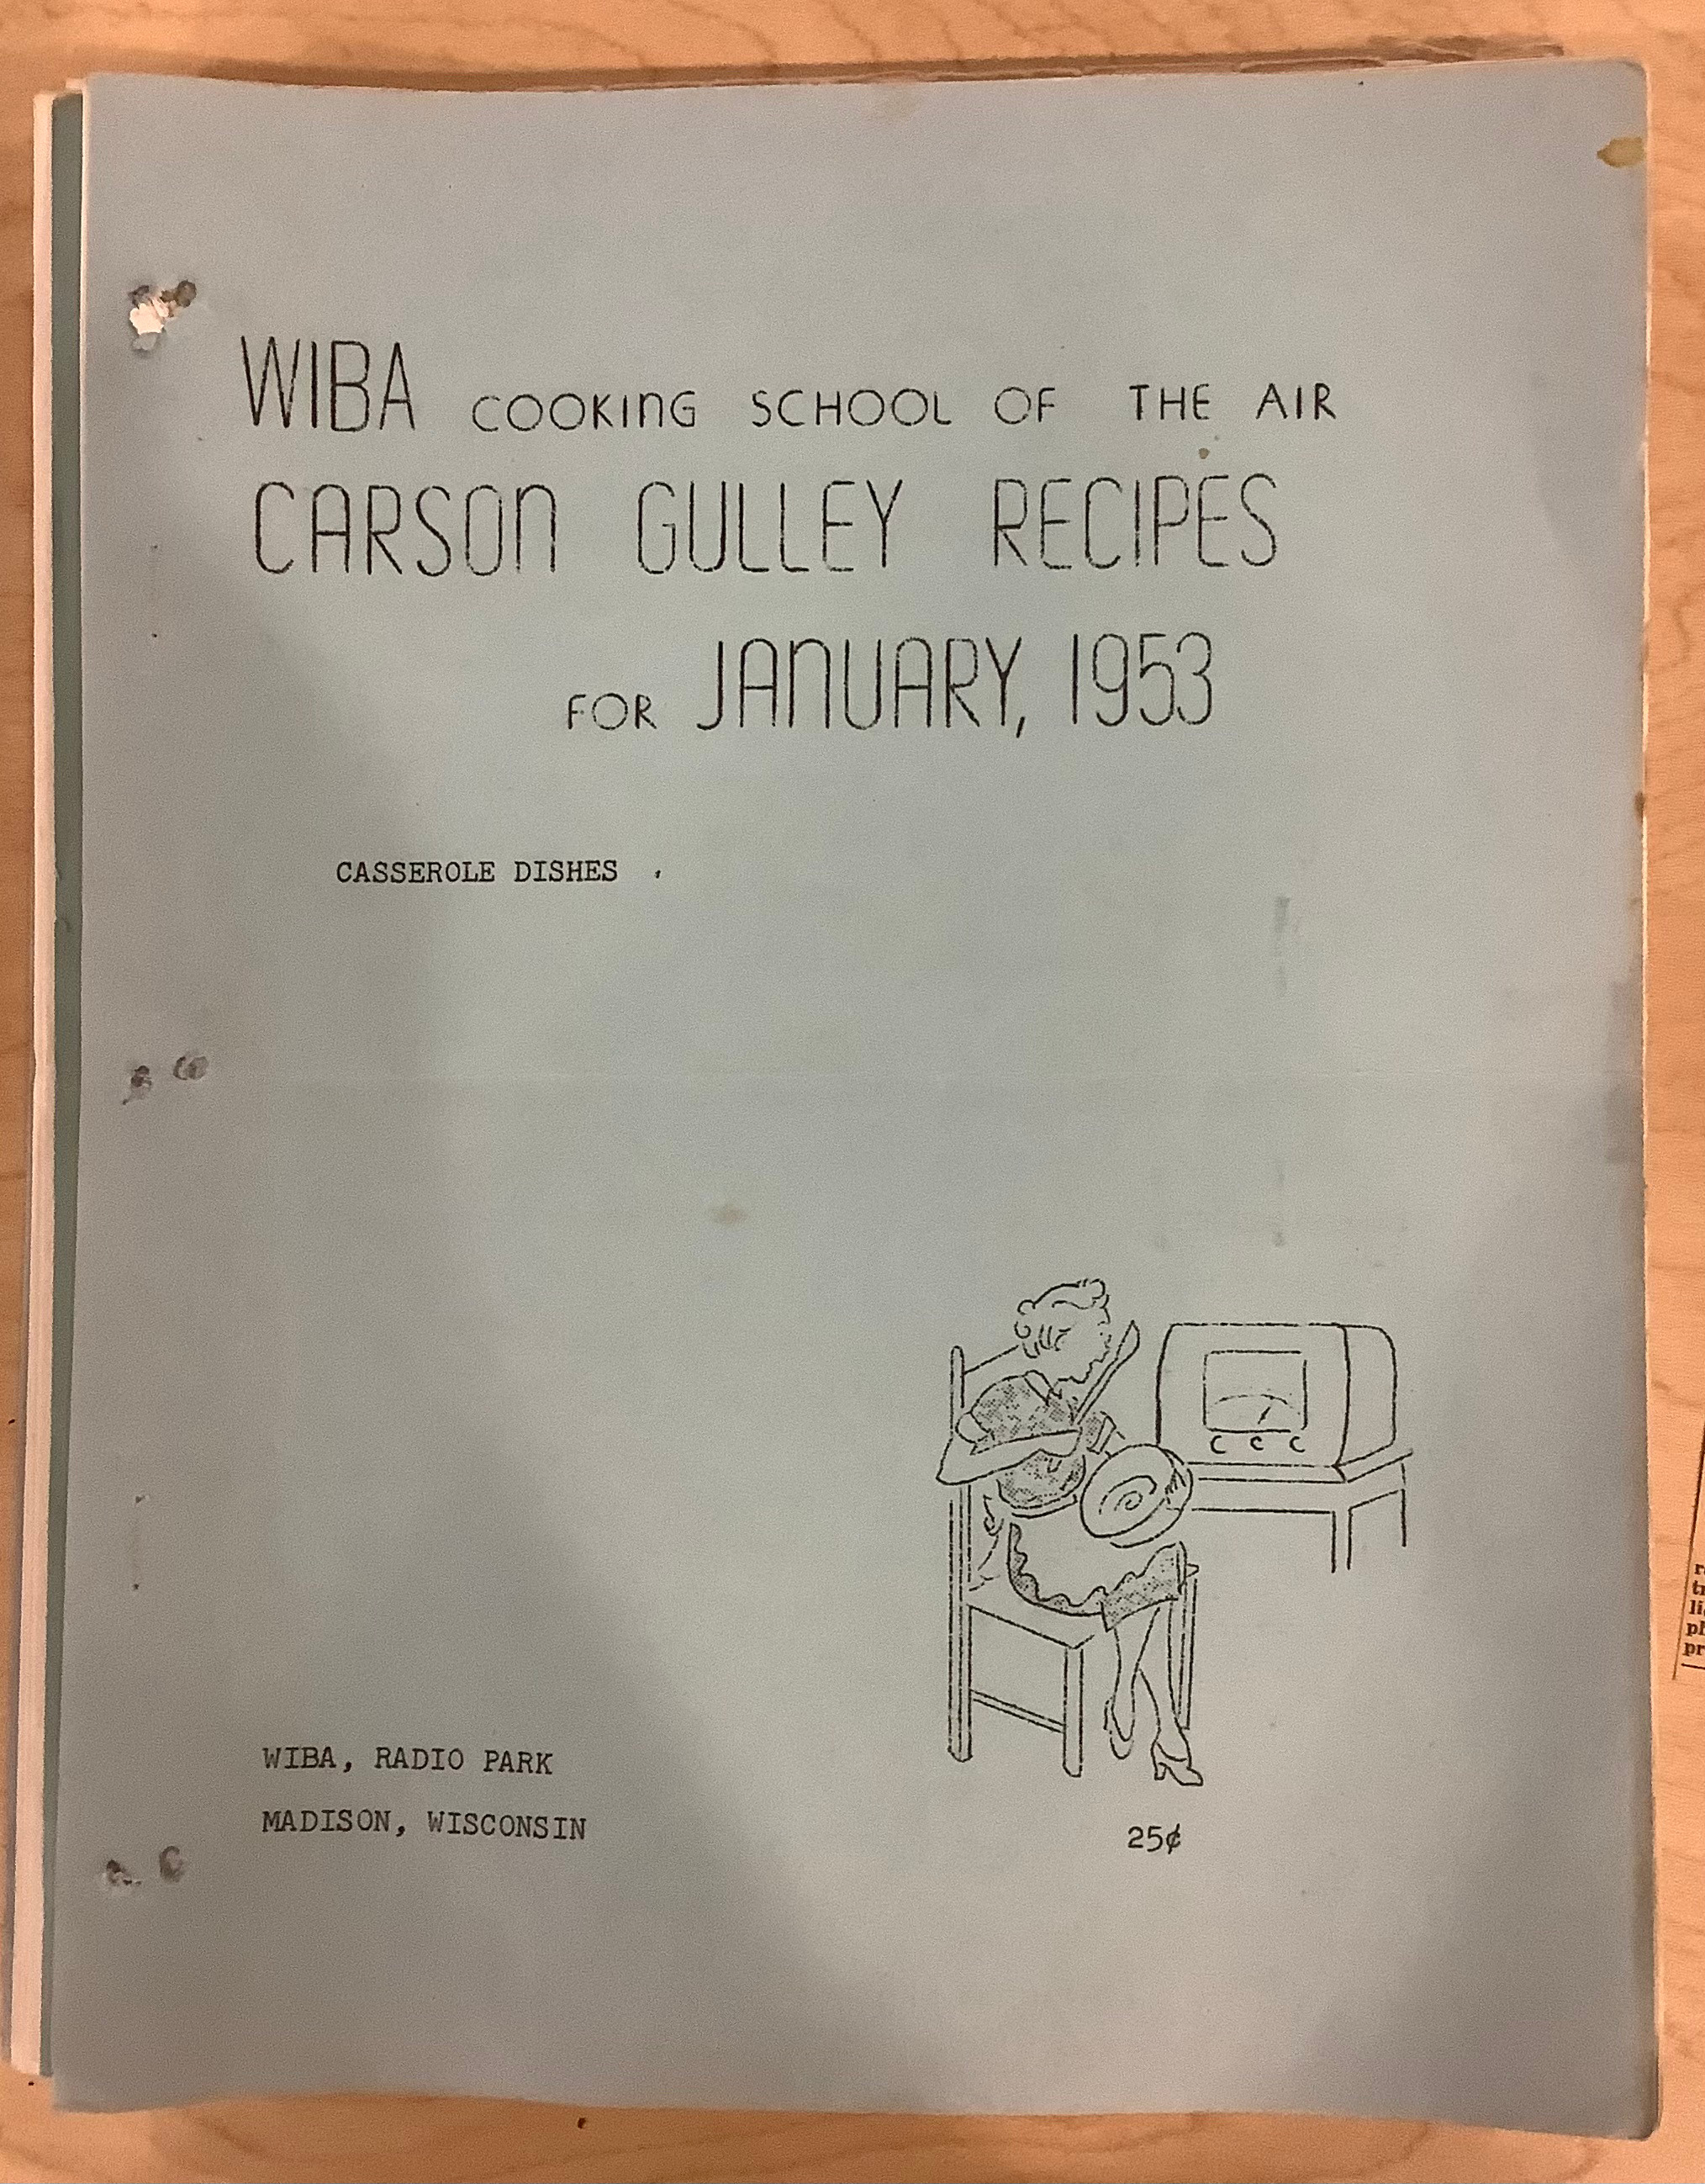 WIBA COOKING SCHOOL OF THE AIR
CARSON GULLEY RECIPES
FOR JANUARY, 1953
CASSEROLE DISHES
WIBA, RADIO PARK
MADISON, WISCONSIN
25¢